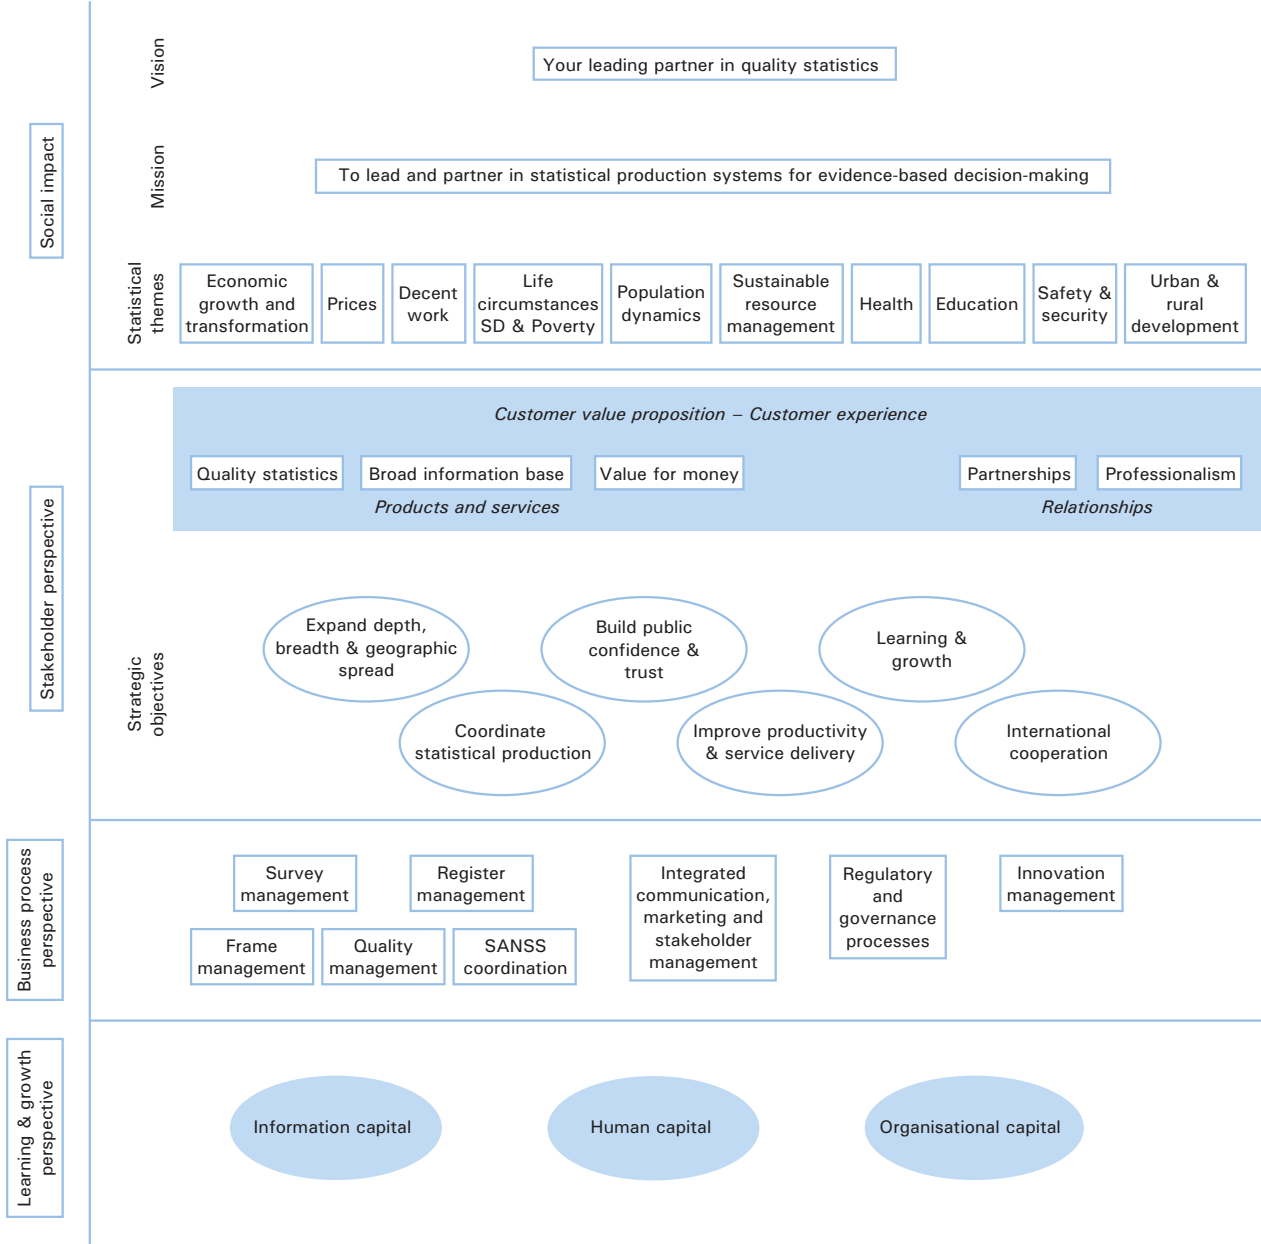 Social impact
Vision
Your leading partner in quality statistics
Mission
To lead and partner in statistical production systems for evidence-based decision-making
Statistical
themes
Economic
growth and
transformation
Prices
Decent
work
Life
circumstances
SD & Poverty
Population
dynamics
Sustainable
resource
management
Health
Education
Safety &
security
Urban &
rural
development
Stakeholder perspective
Customer value proposition – Customer experience
Quality statistics
Broad information base
Value for money
Partnerships
Professionalism
Products and services
Relationships
Strategic
objectives
Expand depth,
breadth & geographic
spread
Build public
confidence &
trust
Learning &
growth
Coordinate
statistical production
Improve productivity
& service delivery
International
cooperation
Business process
perspective
Survey
management
Register
management
Integrated
communication,
marketing and
stakeholder
management
Regulatory
and
governance
processes
Innovation
management
Frame
management
Quality
management
SANSS
coordination
Learning & growth
perspective
Information capital
Human capital
Organisational capital